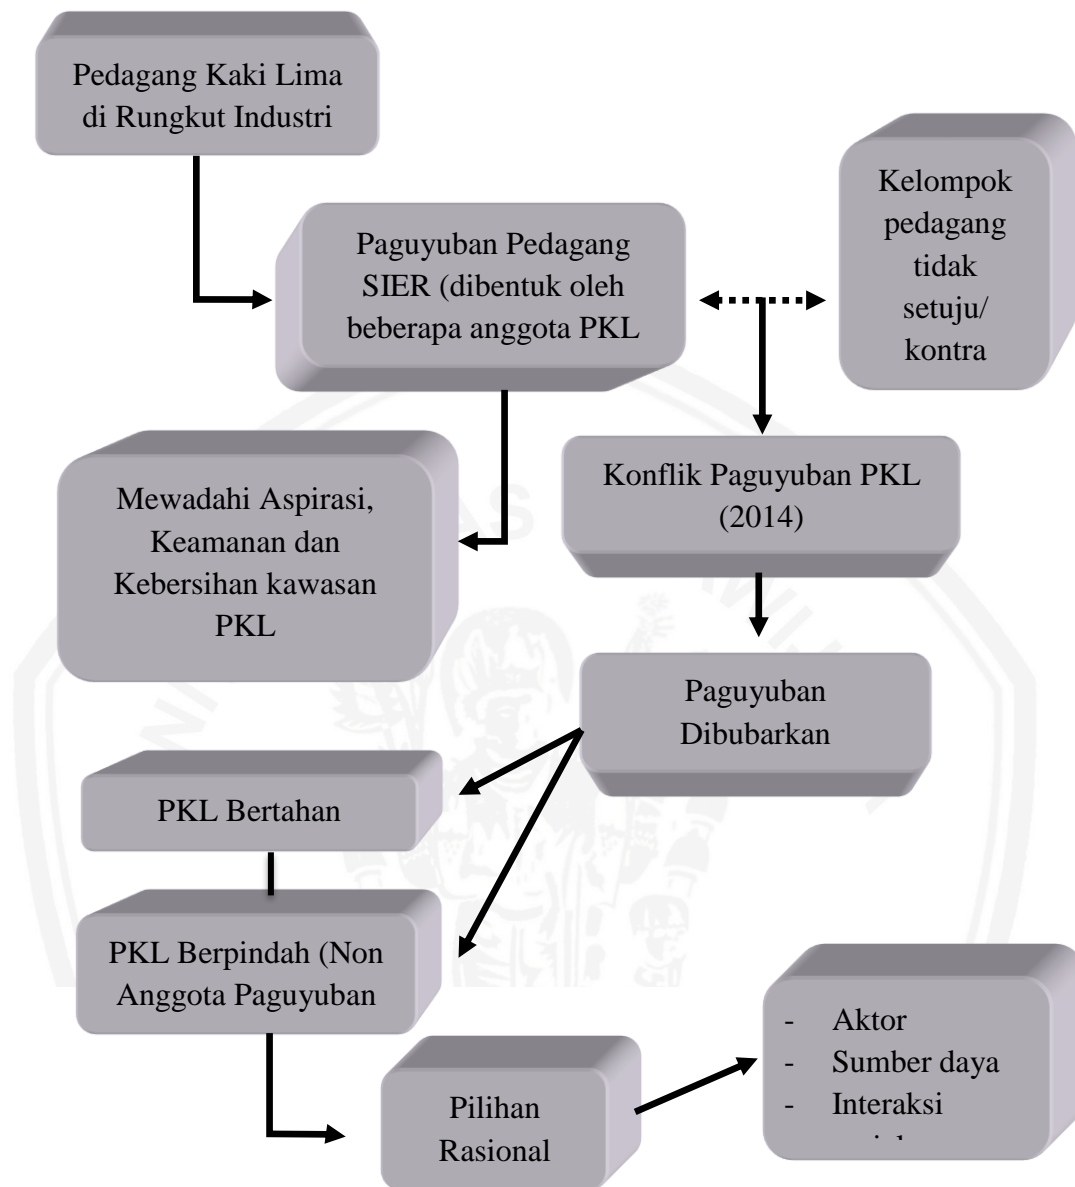 Pedagang Kaki Lima
di Rungkut Industri
Kelompok
pedagang
tidak
setuju/
kontra
Paguyuban Pedagang
SIER (dibentuk oleh
beberapa anggota PKL
Konflik Paguyuban PKL
(2014)
Mewadahi Aspirasi,
Keamanan dan
Kebersihan kawasan
PKL
Paguyuban
Dibubarkan
PKL Bertahan
PKL Berpindah (Non
Anggota Paguyuban
Pilihan
Rasional
- Aktor
- Sumber daya
- Interaksi